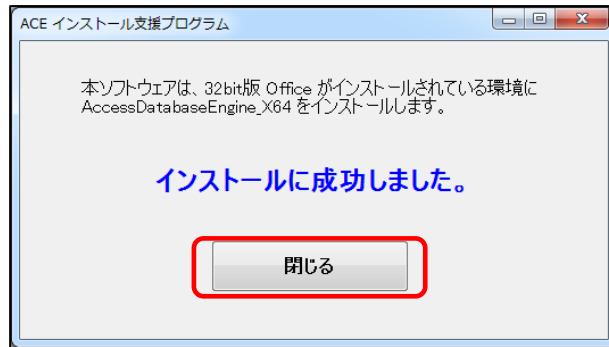 ACE インストール支援プログラム
本ソフトウェアは、32bit版 Office がインストールされている環境に
AccessDatabaseEngine_X64 をインストールします。
インストールに成功しました。
閉じる